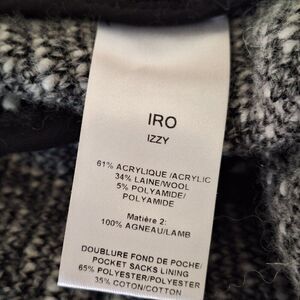 IRO
IZZY
61% ACRYLIQUE/ACRYLIC
34% LAINE/WOOL
5% POLYAMIDE/
POLYAMIDE
Matière 2:
100% AGNEAU/LAMB
DOUBLURE FOND DE POCHE/
POCKET SACKS LINING
65% POLYESTER/POLYESTER
35% COTON/COTTON